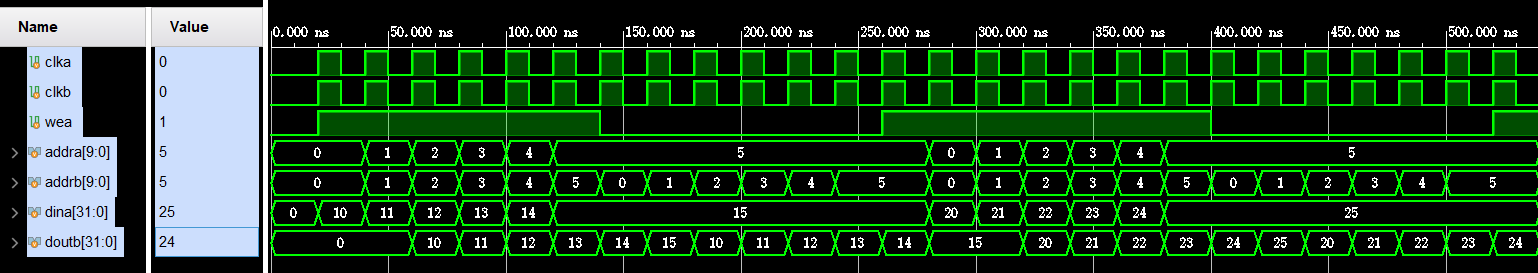 Name Value
0.000 ns 50.000 ns 100.000 ns 150.000 ns 200.000 ns 250.000 ns 300.000 ns 350.000 ns 400.000 ns 450.000 ns 500.000 ns
clka 0
clkb 0
wea 1
addra[9:0] 5 0 1 2 3 4 5 0 1 2 3 4 5
addrb[9:0] 5 0 1 2 3 4 5 0 1 2 3 4 5 0 1 2 3 4 5 0 1 2 3 4 5
dina[31:0] 25 0 10 11 12 13 14 15 20 21 22 23 24 25
doutb[31:0] 24 0 10 11 12 13 14 15 10 11 12 13 14 15 20 21 22 23 24 25 20 21 22 23 24